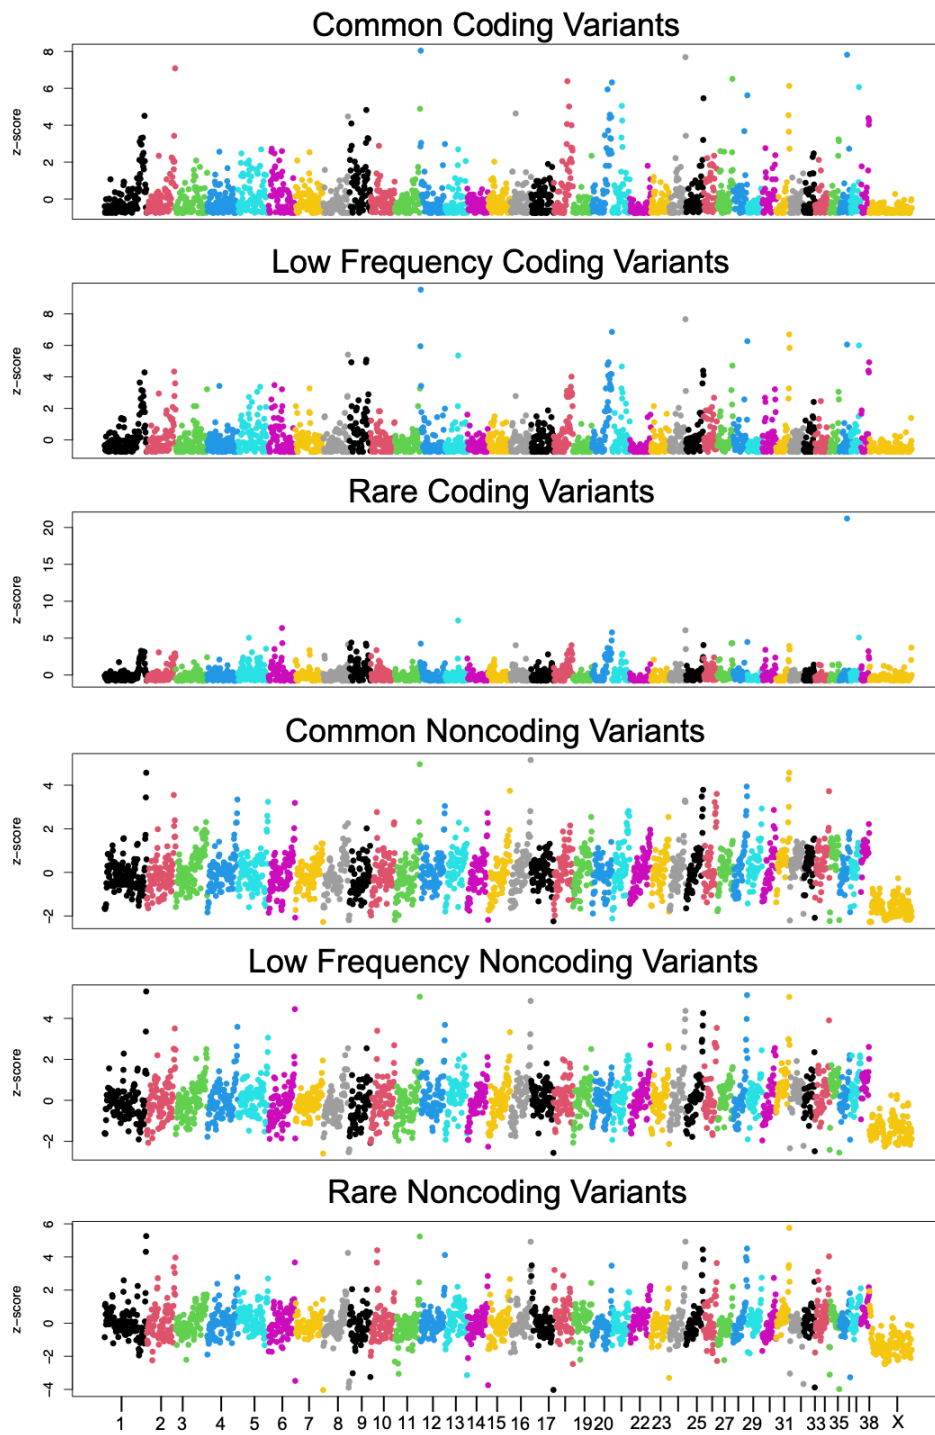 Common Coding Variants
z-score
8
6
4
2
0
Low Frequency Coding Variants
z-score
8
6
4
2
0
Rare Coding Variants
z-score
20
15
10
5
0
Common Noncoding Variants
z-score
4
2
0
−2
Low Frequency Noncoding Variants
z-score
4
2
0
−2
Rare Noncoding Variants
z-score
6
4
2
0
−2
−4
1 2 3 4 5 6 7 8 9 10 11 12 13 14 15 16 17 19 20 22 23 25 27 29 31 33 35 38 X